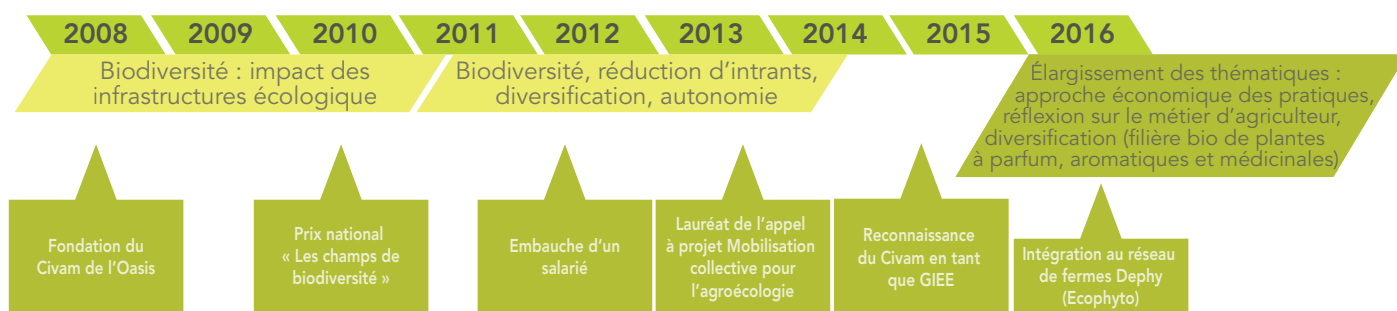 2008 2009 2010 2011 2012 2013 2014 2015 2016
Biodiversité : impact des
infrastructures écologique
Biodiversité, réduction d’intrants,
diversification, autonomie
Élargissement des thématiques :
approche économique des pratiques,
réflexion sur le métier d’agriculteur,
diversification (filière bio de plantes
à parfum, aromatiques et médicinales)
Fondation du
Civam de l’Oasis
Prix national
« Les champs de
biodiversité »
Embauche d’un
salarié
Lauréat de l’appel
à projet Mobilisation
collective pour
l’agroécologie
Reconnaissance
du Civam en tant
que GIEE
Intégration au réseau
de fermes Dephy
(Ecophyto)